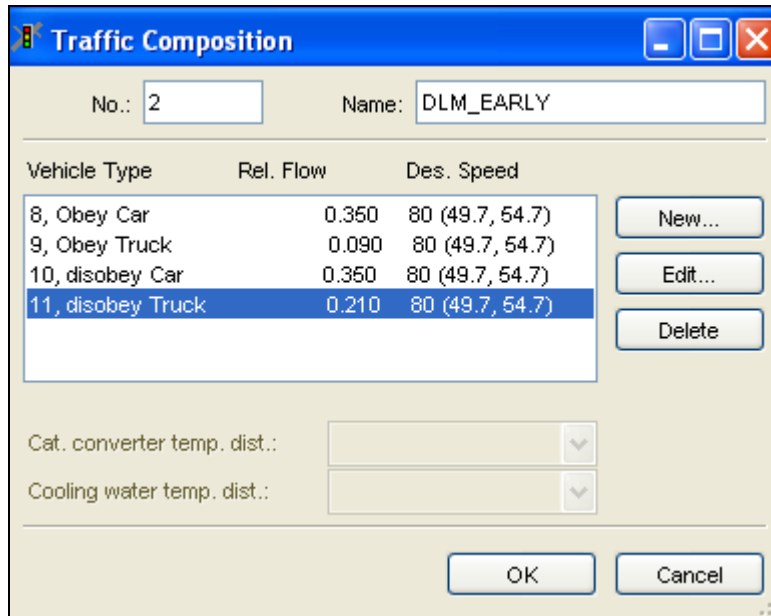 Traffic Composition
No.: 2 Name: DLM_EARLY
Vehicle Type Rel. Flow Des. Speed
8, Obey Car 0.350 80 (49.7, 54.7)
9, Obey Truck 0.090 80 (49.7, 54.7)
10, disobey Car 0.350 80 (49.7, 54.7)
11, disobey Truck 0.210 80 (49.7, 54.7)
New...
Edit...
Delete
Cat. converter temp. dist.:
Cooling water temp. dist.:
OK Cancel